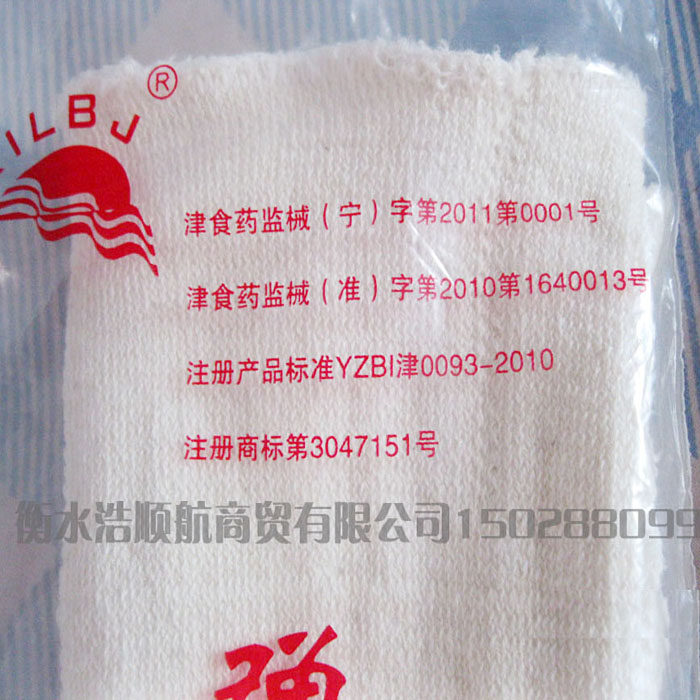 ILBJ®
津食药监械(宁)字第2011第0001号
津食药监械(准)字第2010第1640013号
注册产品标准YZBI津0093-2010
注册商标第3047151号
衡水浩顺航商贸有限公司150288099
弹